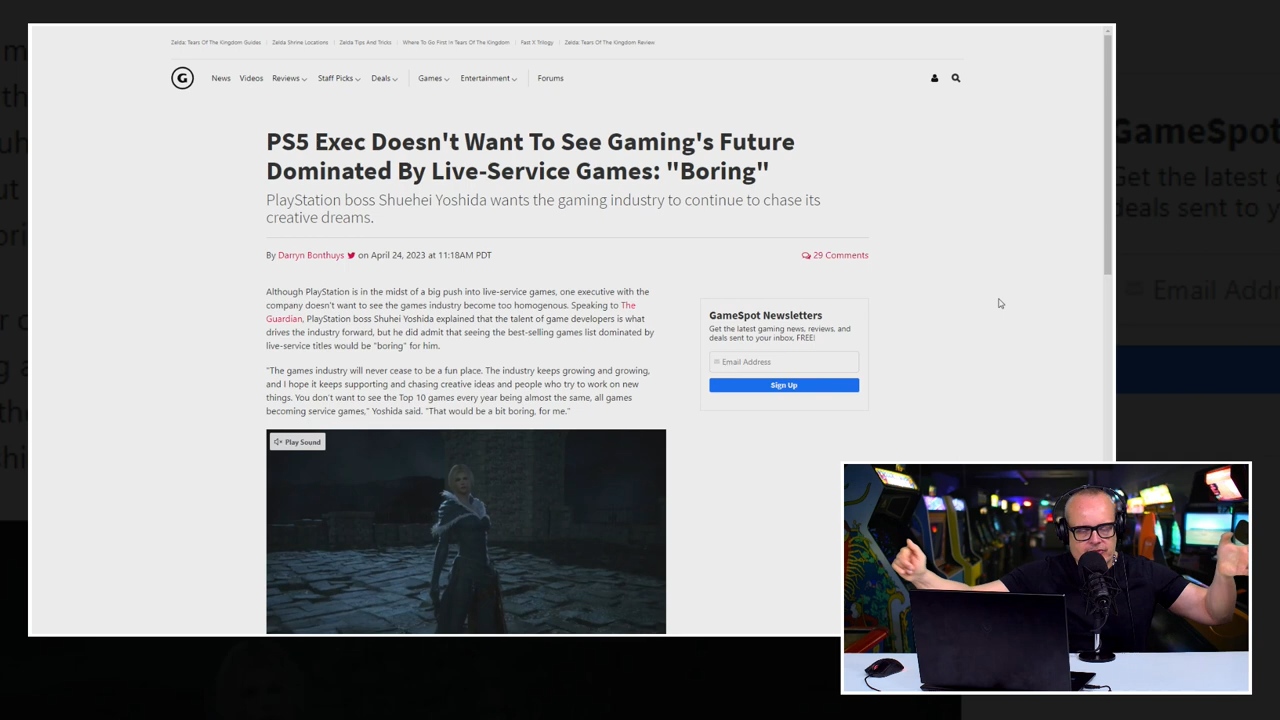 Zelda: Tears Of The Kingdom Guides
Zelda Shrine Locations
Zelda Tips And Tricks
Where To Go First In Tears Of The Kingdom
Fast X Trilogy
Zelda: Tears Of The Kingdom Review
G
News
Videos
Reviews
Staff Picks
Deals
Games
Entertainment
Forums
PS5 Exec Doesn't Want To See Gaming's Future
Dominated By Live-Service Games: "Boring"
PlayStation boss Shuehei Yoshida wants the gaming industry to continue to chase its
creative dreams.
By Darryn Bonthuys on April 24, 2023 at 11:18AM PDT
29 Comments
Although PlayStation is in the midst of a big push into live-service games, one executive with the
company doesn't want to see the games industry become too homogenous. Speaking to The
Guardian, PlayStation boss Shuhei Yoshida explained that the talent of game developers is what
drives the industry forward, but he did admit that seeing the best-selling games list dominated by
live-service titles would be "boring" for him.
"The games industry will never cease to be a fun place. The industry keeps growing and growing,
and I hope it keeps supporting and chasing creative ideas and people who try to work on new
things. You don't want to see the Top 10 games every year being almost the same, all games
becoming service games," Yoshida said. "That would be a bit boring, for me."
Play Sound
GameSpot Newsletters
Get the latest gaming news, reviews, and
deals sent to your inbox, FREE!
Email Address
Sign Up
GameSpot
Get the latest
deals sent to y
Email Addr